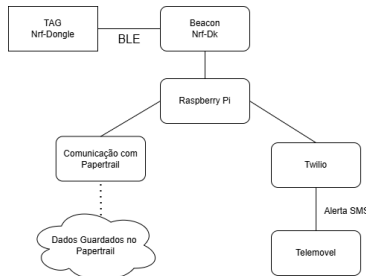 TAG
Nrf-Dongle
BLE
Beacon
Nrf-Dk
Raspberry Pi
Comunicação com
Papertrail
Twilio
Alerta SMS
Dados Guardados no
Papertrail
Telemovel